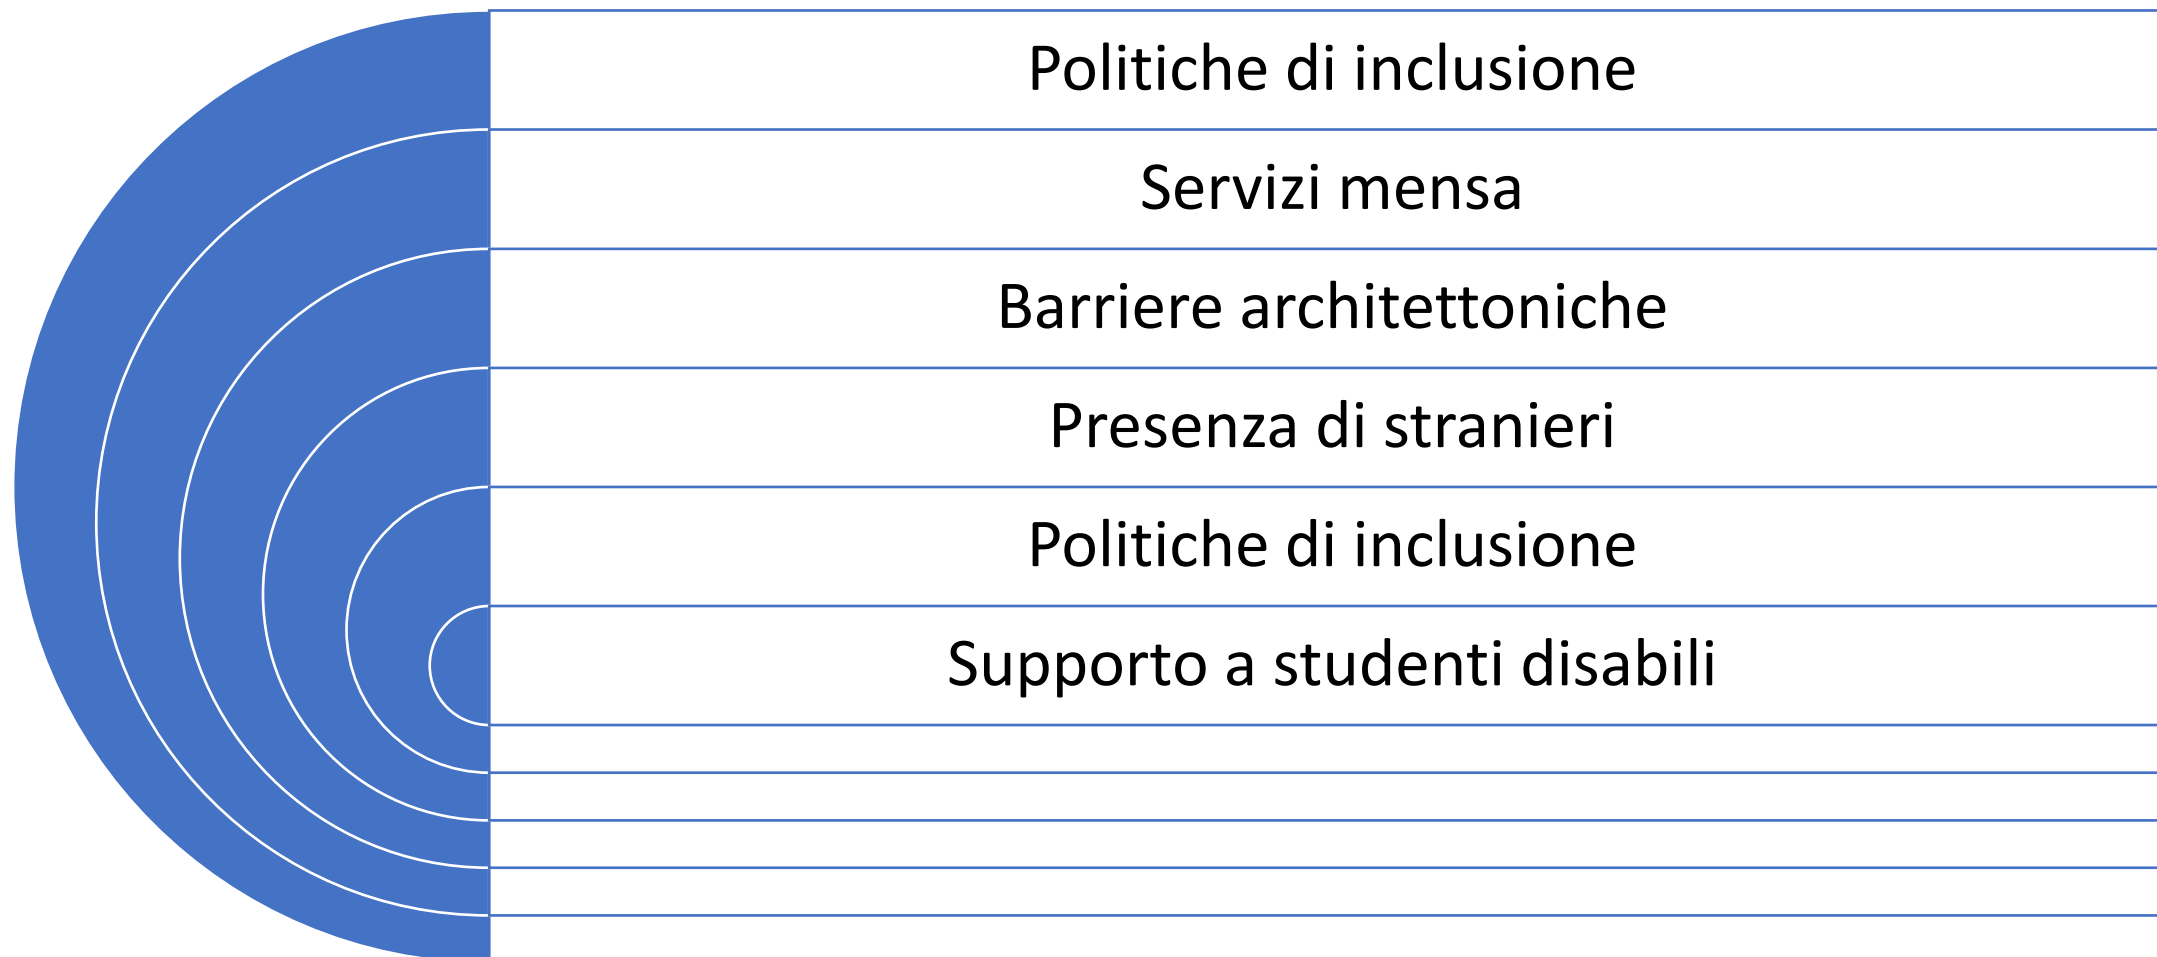 Politiche di inclusione
Servizi mensa
Barriere architettoniche
Presenza di stranieri
Politiche di inclusione
Supporto a studenti disabili